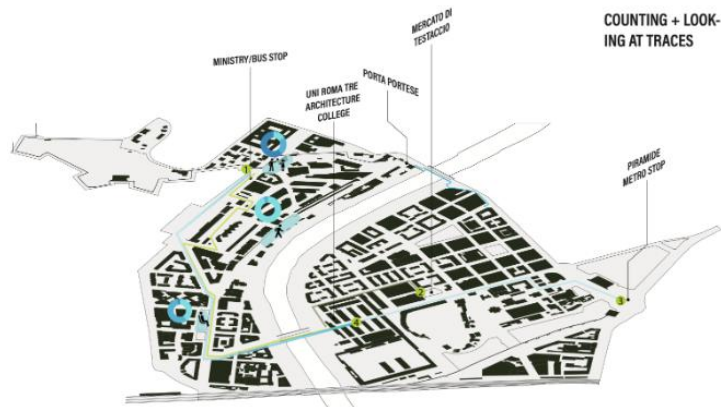 COUNTING + LOOK-
ING AT TRACES
MERCATO DI
TESTACCIO
MINISTRY/BUS STOP
UNI ROMA TRE
ARCHITECTURE
COLLEGE
PORTA PORTESE
PIRAMIDE
METRO STOP
1
2
3
4